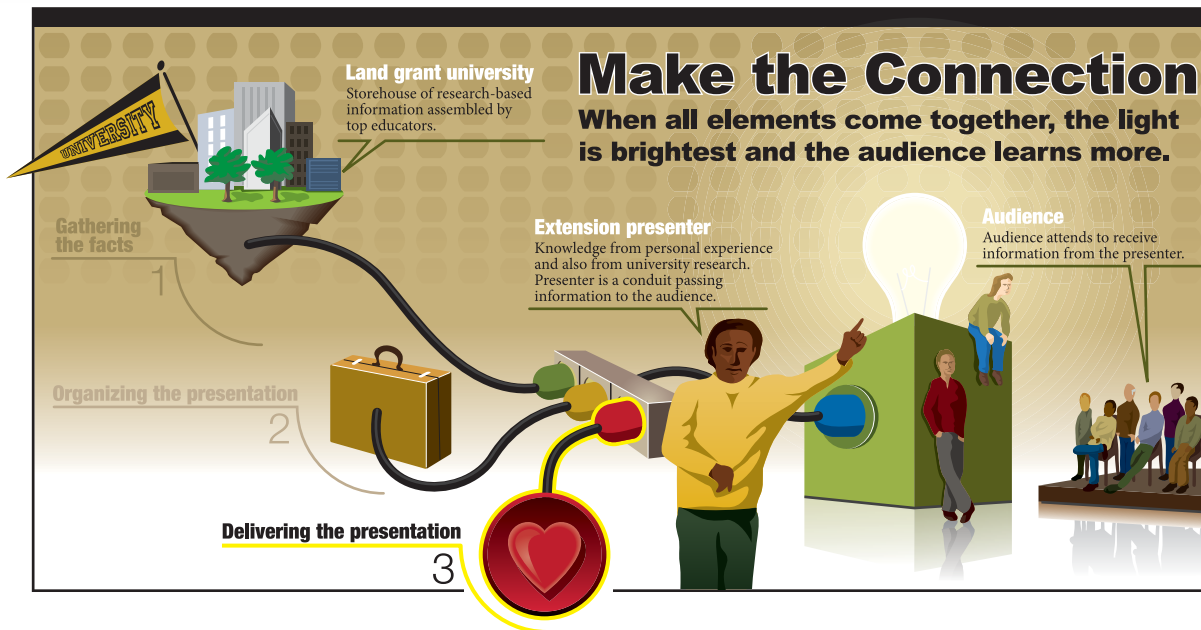 Make the Connection
When all elements come together, the light
is brightest and the audience learns more.
Land grant university
Storehouse of research-based
information assembled by
top educators.
UNIVERSITY
Gathering
the facts
1
Extension presenter
Knowledge from personal experience
and also from university research.
Presenter is a conduit passing
information to the audience.
Audience
Audience attends to receive
information from the presenter.
Organizing the presentation
2
Delivering the presentation
3